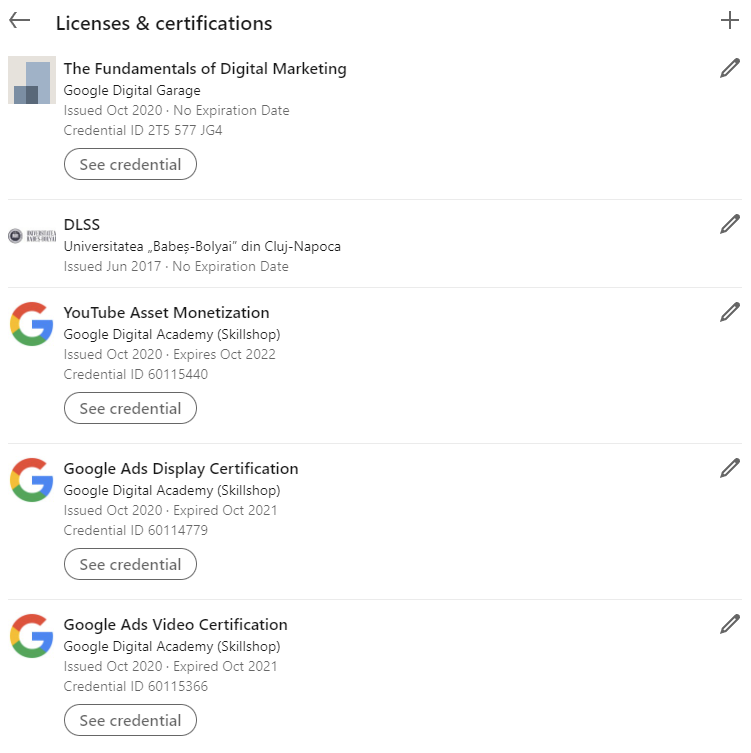 Licenses & certifications
The Fundamentals of Digital Marketing
Google Digital Garage
Issued Oct 2020 · No Expiration Date
Credential ID 2T5 577 JG4
See credential
UNIVERSITATEA
BABEȘ-BOLYAI
DLSS
Universitatea „Babeș-Bolyai” din Cluj-Napoca
Issued Jun 2017 · No Expiration Date
YouTube Asset Monetization
Google Digital Academy (Skillshop)
Issued Oct 2020 · Expires Oct 2022
Credential ID 60115440
See credential
Google Ads Display Certification
Google Digital Academy (Skillshop)
Issued Oct 2020 · Expired Oct 2021
Credential ID 60114779
See credential
Google Ads Video Certification
Google Digital Academy (Skillshop)
Issued Oct 2020 · Expired Oct 2021
Credential ID 60115366
See credential